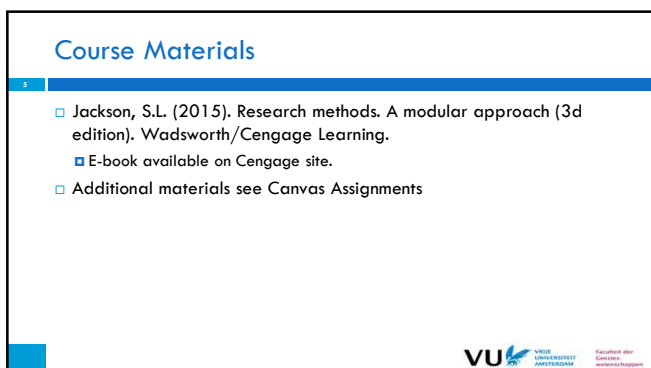 Course Materials
5
Jackson, S.L. (2015). Research methods. A modular approach (3d
edition). Wadsworth/Cengage Learning.
E-book available on Cengage site.
Additional materials see Canvas Assignments
VU VRIJE
UNIVERSITEIT
AMSTERDAM
Faculteit der
Geestes-
wetenschappen